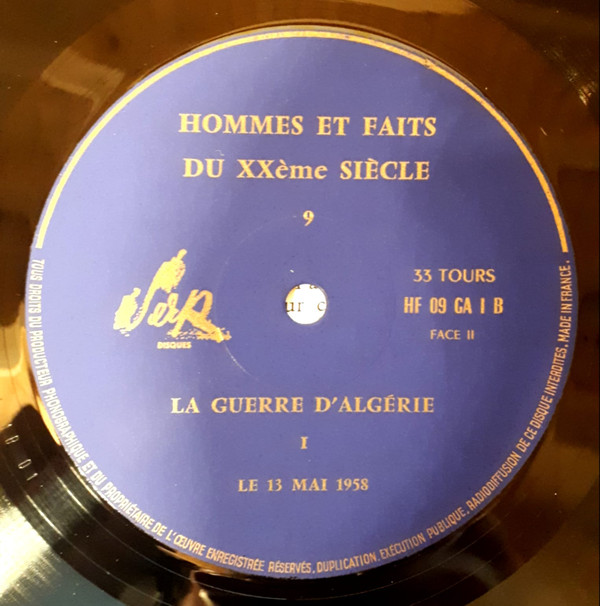 HOMMES ET FAITS
DU XXème SIÈCLE
9
SERP
DISQUES
33 TOURS
HF 09 GA I B
FACE II
LA GUERRE D'ALGÉRIE
I
LE 13 MAI 1958
TOUS DROITS DU PRODUCTEUR PHONOGRAPHIQUE ET DU PROPRIÉTAIRE DE L'ŒUVRE ENREGISTRÉE RÉSERVÉS, DUPLICATION, EXÉCUTION PUBLIQUE, RADIODIFFUSION DE CE DISQUE INTERDITES. MADE IN FRANCE.